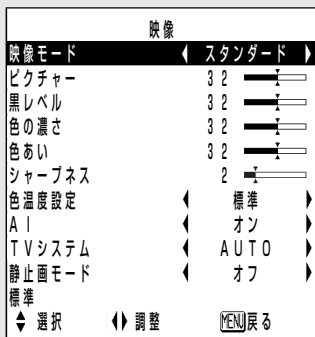 映像
映像モード スタンダード
ピクチャー 32
黒レベル 32
色の濃さ 32
色あい 32
シャープネス 2
色温度設定 標準
AI オン
TVシステム AUTO
静止画モード オフ
標準
選択 調整 MENU戻る